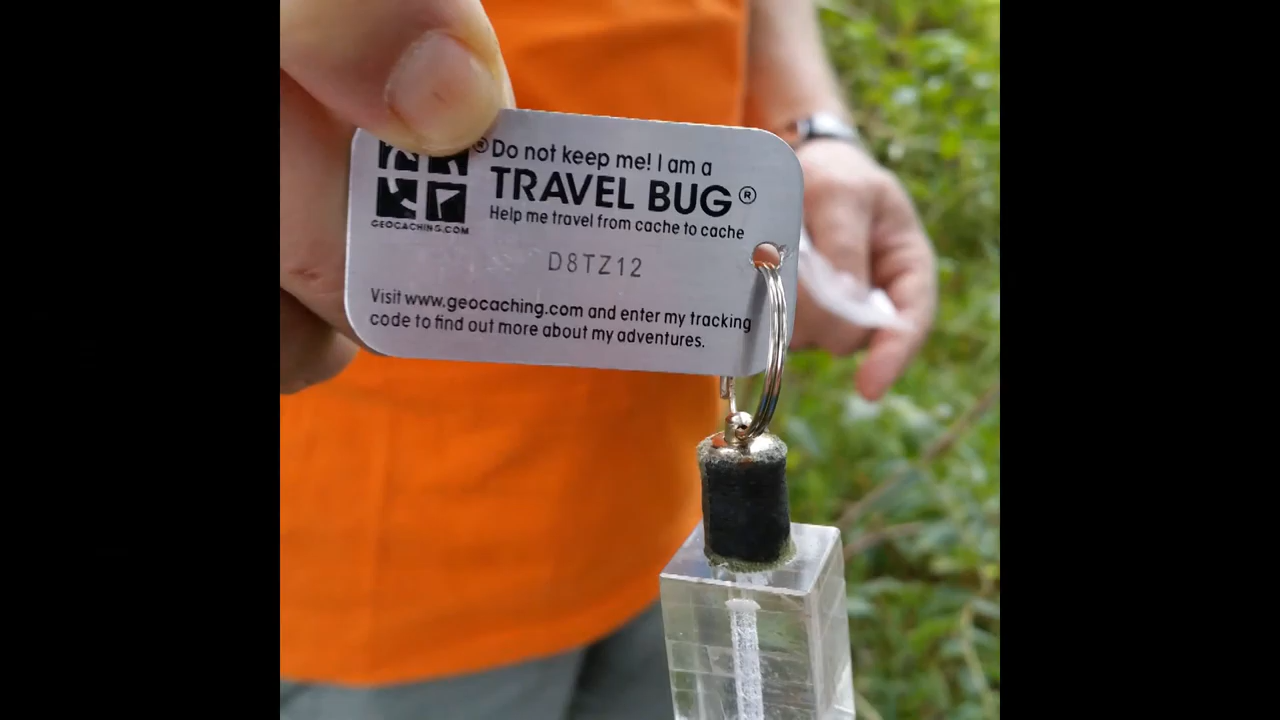 ® Do not keep me! I am a
TRAVEL BUG®
Help me travel from cache to cache
GEOCACHING.COM
D8TZ12
Visit www.geocaching.com and enter my tracking
code to find out more about my adventures.